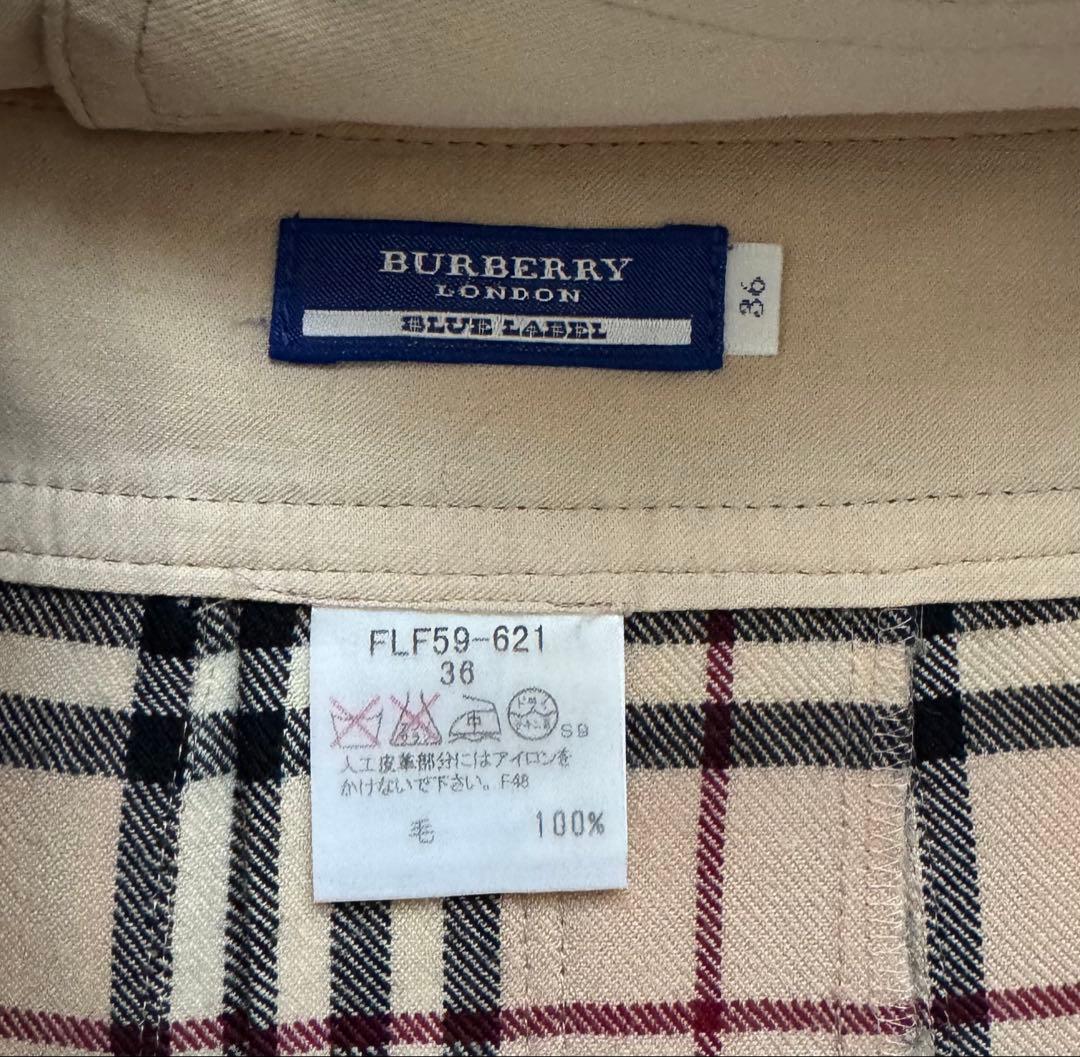 BURBERRY
LONDON
BLUE LABEL
36
FLF59-621
36
中
S9
人工皮革部分にはアイロンを
かけないで下さい。F48
毛 100%